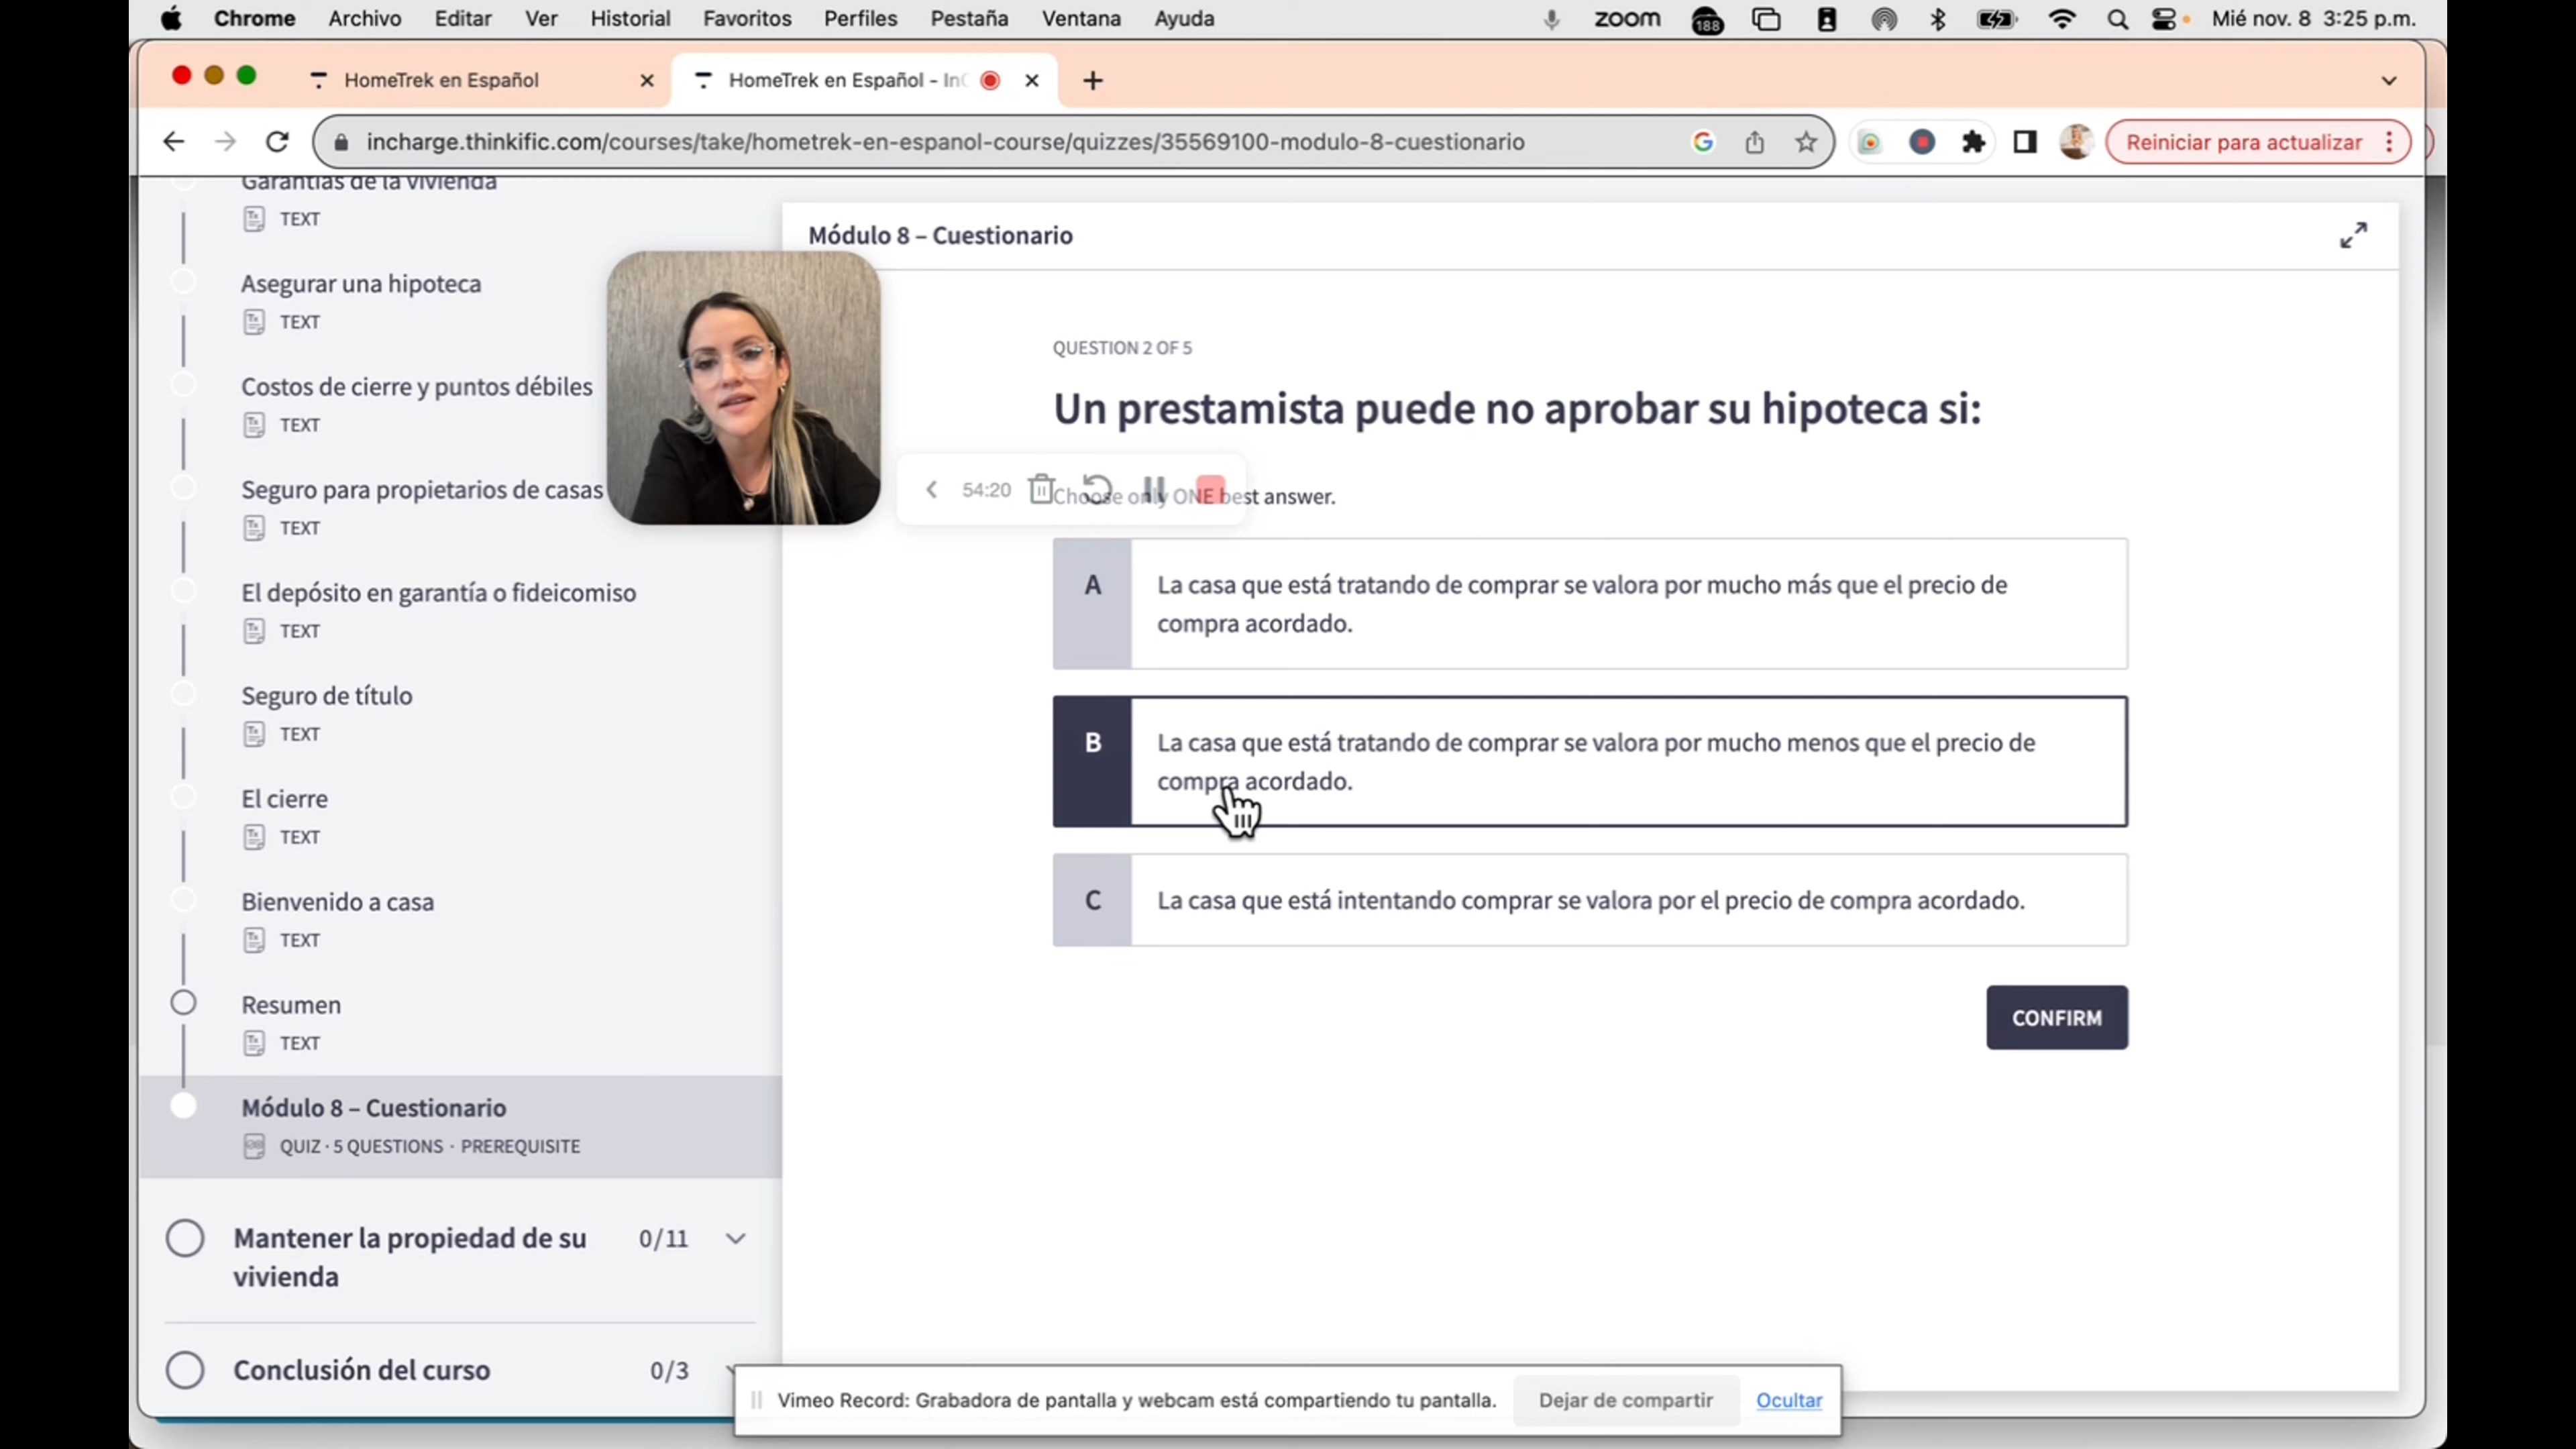 Chrome Archivo Editar Ver Historial Favoritos Perfiles Pestaña Ventana Ayuda
zoom 188 Mié nov. 8 3:25 p.m.
HomeTrek en Español
HomeTrek en Español - In
incharge.thinkific.com/courses/take/hometrek-en-espanol-course/quizzes/35569100-modulo-8-cuestionario
Reiniciar para actualizar
Garantías de la vivienda
TEXT
Asegurar una hipoteca
TEXT
Costos de cierre y puntos débiles
TEXT
Seguro para propietarios de casas
TEXT
El depósito en garantía o fideicomiso
TEXT
Seguro de título
TEXT
El cierre
TEXT
Bienvenido a casa
TEXT
Resumen
TEXT
Módulo 8 – Cuestionario
QUIZ · 5 QUESTIONS · PREREQUISITE
Mantener la propiedad de su
vivienda
0/11
Conclusión del curso
0/3
Módulo 8 – Cuestionario
QUESTION 2 OF 5
Un prestamista puede no aprobar su hipoteca si:
54:20
Choose only ONE best answer.
A La casa que está tratando de comprar se valora por mucho más que el precio de
compra acordado.
B La casa que está tratando de comprar se valora por mucho menos que el precio de
compra acordado.
C La casa que está intentando comprar se valora por el precio de compra acordado.
CONFIRM
Vimeo Record: Grabadora de pantalla y webcam está compartiendo tu pantalla. Dejar de compartir Ocultar